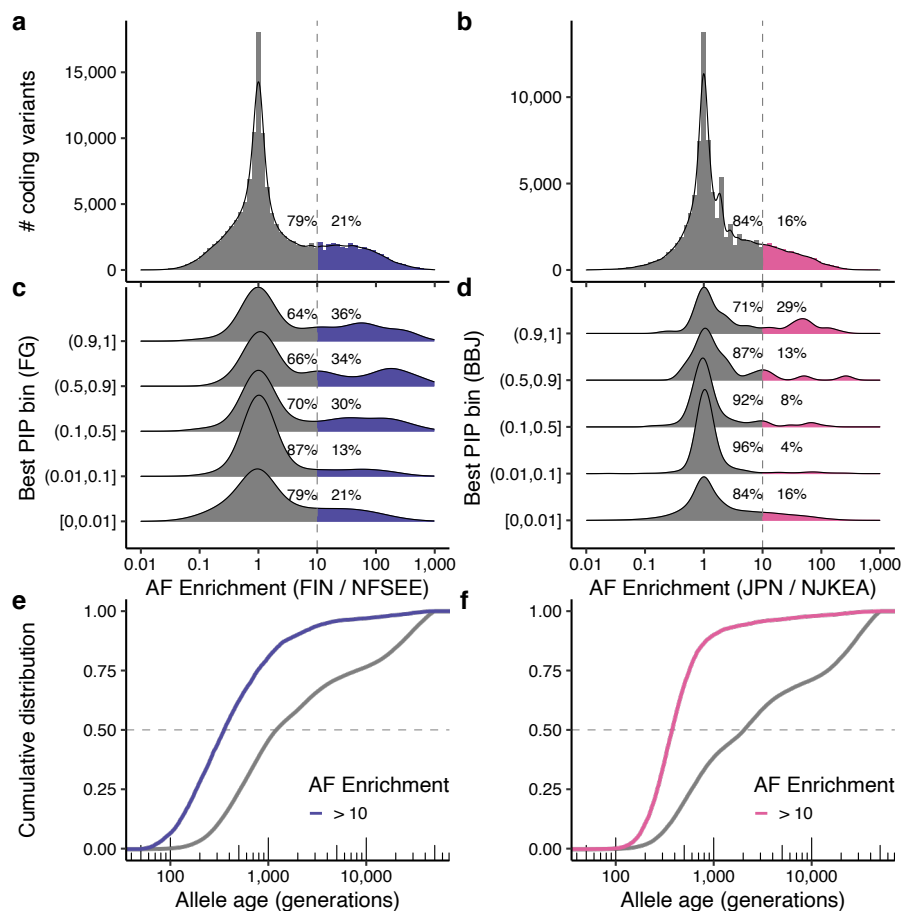 a
b
# coding variants
15,000
10,000
5,000
0
79% 21%
10,000
5,000
0
84% 16%
c
d
Best PIP bin (FG)
(0.9,1]
(0.5,0.9]
(0.1,0.5]
(0.01,0.1]
[0,0.01]
64% 36%
66% 34%
70% 30%
87% 13%
79% 21%
0.01 0.1 1 10 100 1,000
AF Enrichment (FIN / NFSEE)
Best PIP bin (BBJ)
(0.9,1]
(0.5,0.9]
(0.1,0.5]
(0.01,0.1]
[0,0.01]
71% 29%
87% 13%
92% 8%
96% 4%
84% 16%
0.01 0.1 1 10 100 1,000
AF Enrichment (JPN / NJKEA)
e
f
Cumulative distribution
1.00
0.75
0.50
0.25
0.00
AF Enrichment
> 10
100 1,000 10,000
Allele age (generations)
1.00
0.75
0.50
0.25
0.00
AF Enrichment
> 10
100 1,000 10,000
Allele age (generations)